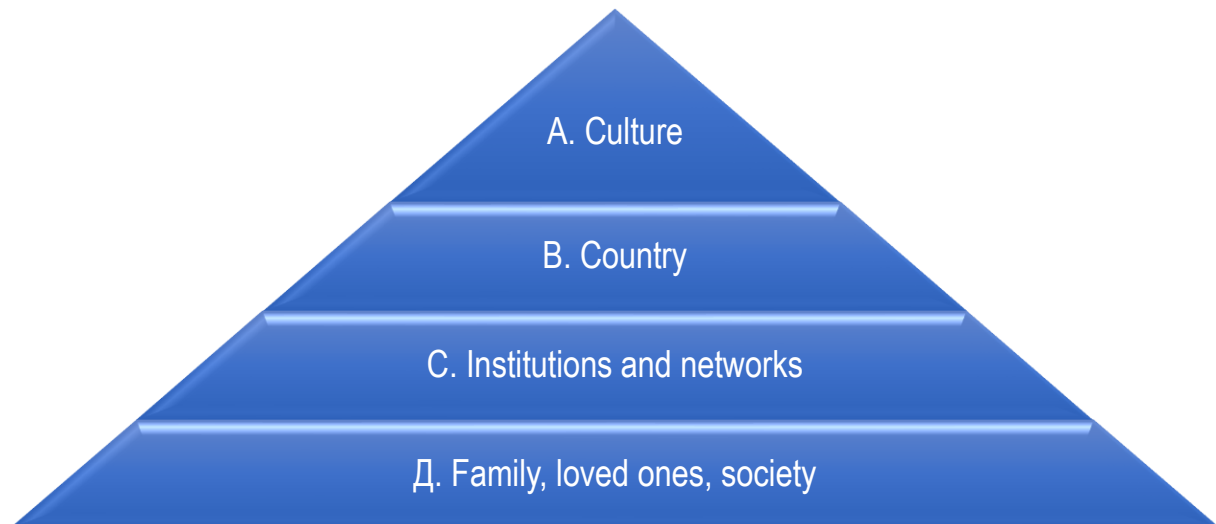 A. Culture
B. Country
C. Institutions and networks
Д. Family, loved ones, society